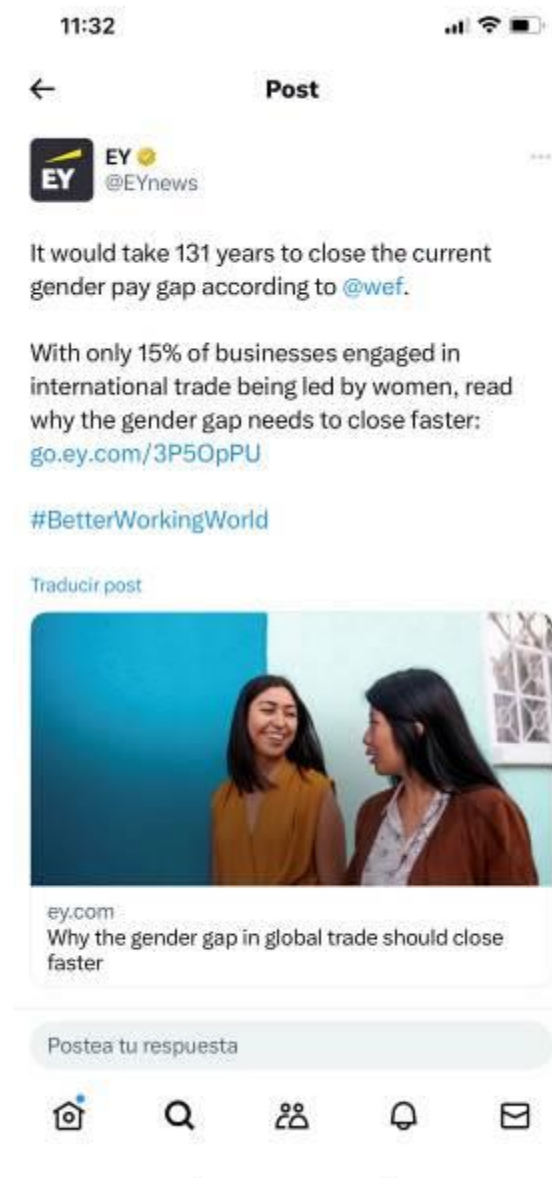 11:32
Post
EY
EY
@EYnews
It would take 131 years to close the current
gender pay gap according to @wef.
With only 15% of businesses engaged in
international trade being led by women, read
why the gender gap needs to close faster:
go.ey.com/3P5OpPU
#BetterWorkingWorld
Traducir post
ey.com
Why the gender gap in global trade should close
faster
Postea tu respuesta